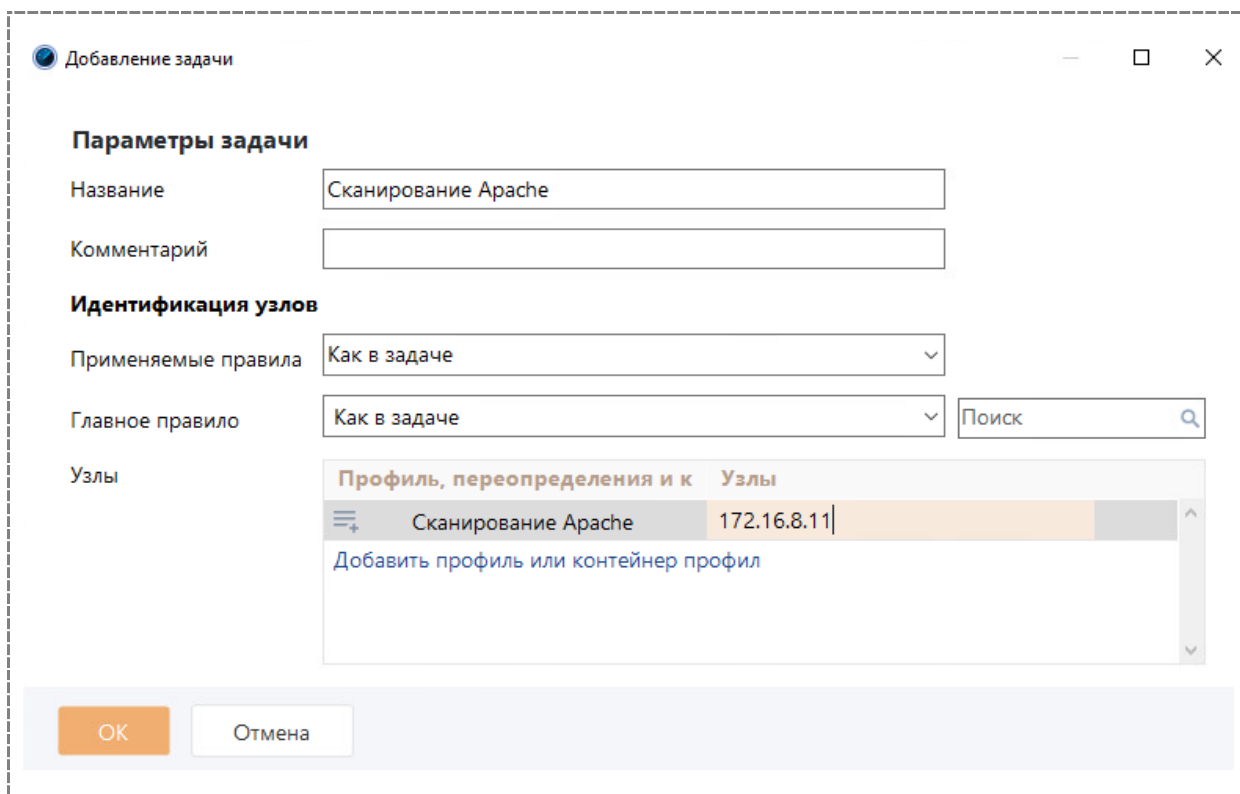 Добавление задачи
Параметры задачи
Название Сканирование Apache
Комментарий
Идентификация узлов
Применяемые правила Как в задаче
Главное правило Как в задаче Поиск
Узлы Профиль, переопределения и к Узлы
Сканирование Apache 172.16.8.11
Добавить профиль или контейнер профил
ОК Отмена